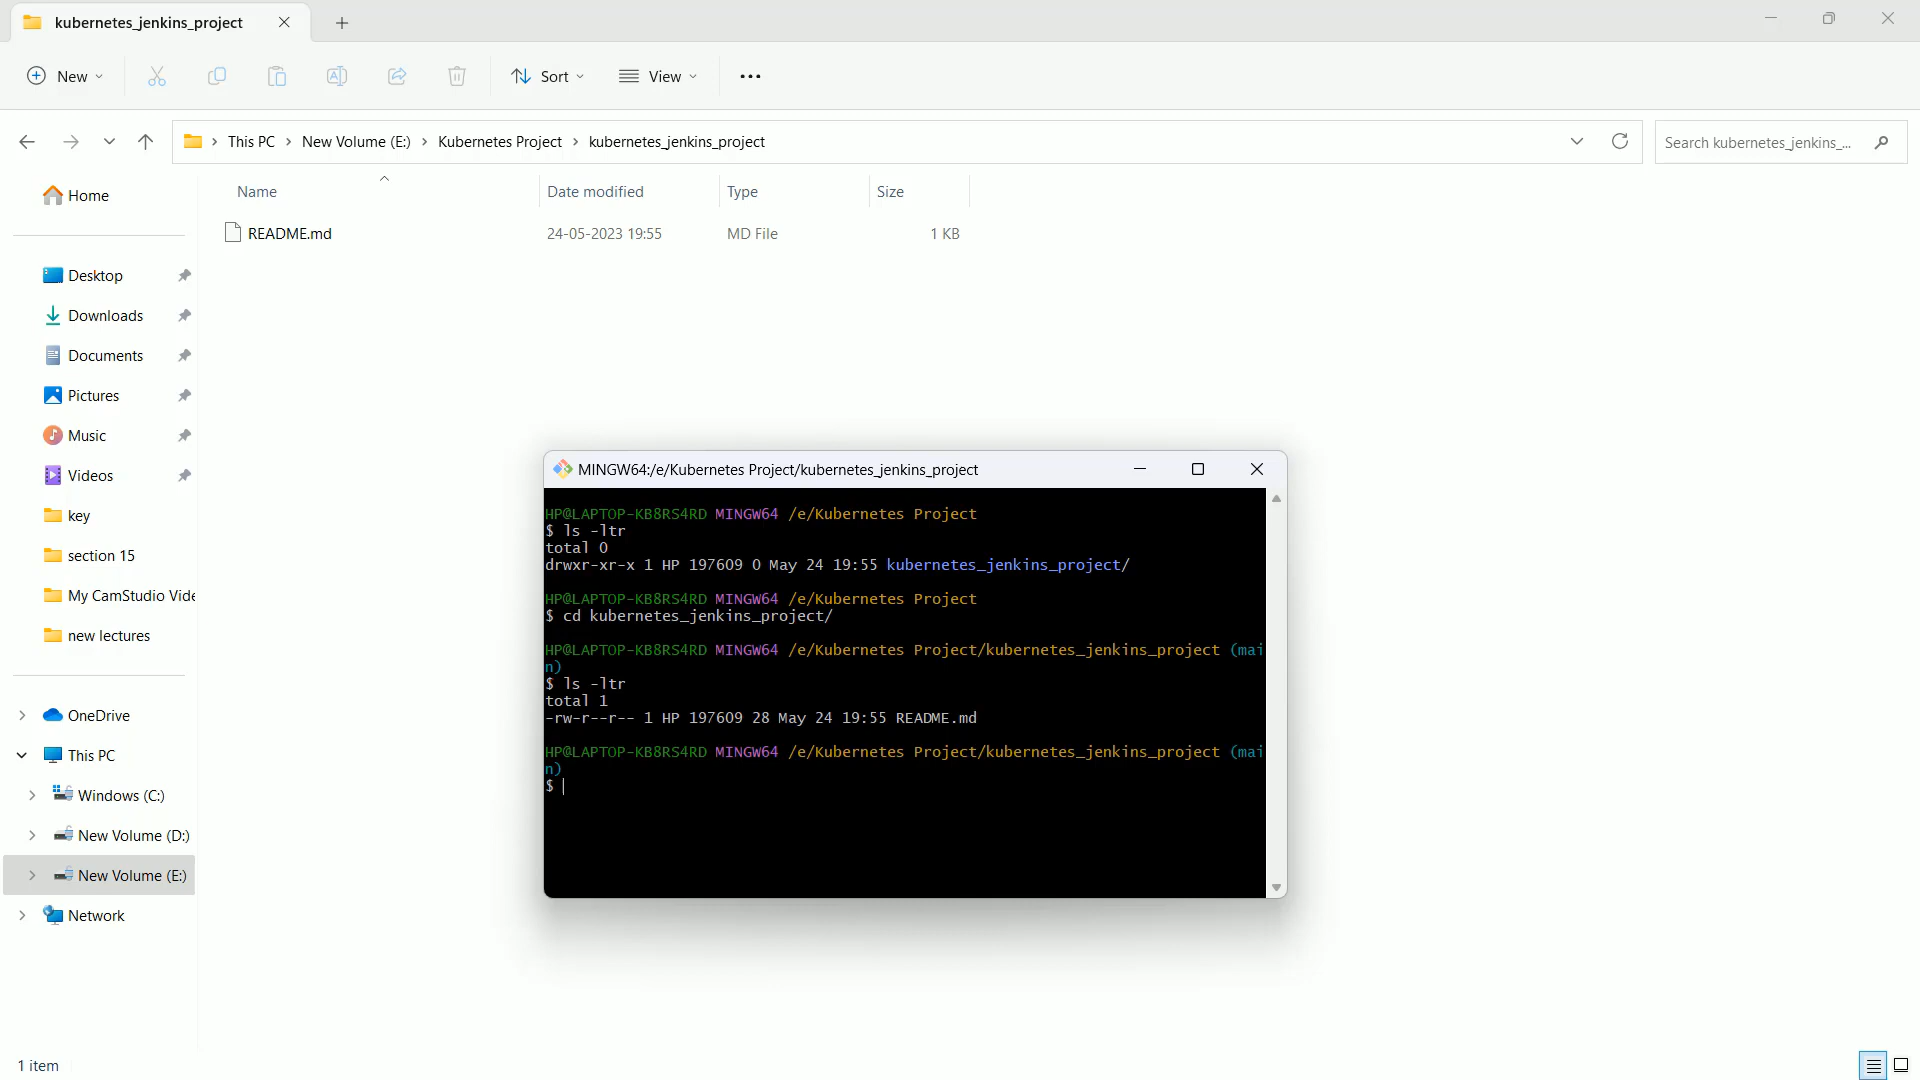 kubernetes_jenkins_project
New
Sort
View
This PC
New Volume (E:)
Kubernetes Project
kubernetes_jenkins_project
Search kubernetes_jenkins_...
Name
Date modified
Type
Size
README.md
24-05-2023 19:55
MD File
1 KB
Home
Desktop
Downloads
Documents
Pictures
Music
Videos
key
section 15
My CamStudio Vide
new lectures
OneDrive
This PC
Windows (C:)
New Volume (D:)
New Volume (E:)
Network
MINGW64:/e/Kubernetes Project/kubernetes_jenkins_project
HP@LAPTOP-KB8RS4RD MINGW64 /e/Kubernetes Project
$ ls -ltr
total 0
drwxr-xr-x 1 HP 197609 0 May 24 19:55 kubernetes_jenkins_project/
HP@LAPTOP-KB8RS4RD MINGW64 /e/Kubernetes Project
$ cd kubernetes_jenkins_project/
HP@LAPTOP-KB8RS4RD MINGW64 /e/Kubernetes Project/kubernetes_jenkins_project (mai
n)
$ ls -ltr
total 1
-rw-r--r-- 1 HP 197609 28 May 24 19:55 README.md
HP@LAPTOP-KB8RS4RD MINGW64 /e/Kubernetes Project/kubernetes_jenkins_project (mai
n)
$
1 item